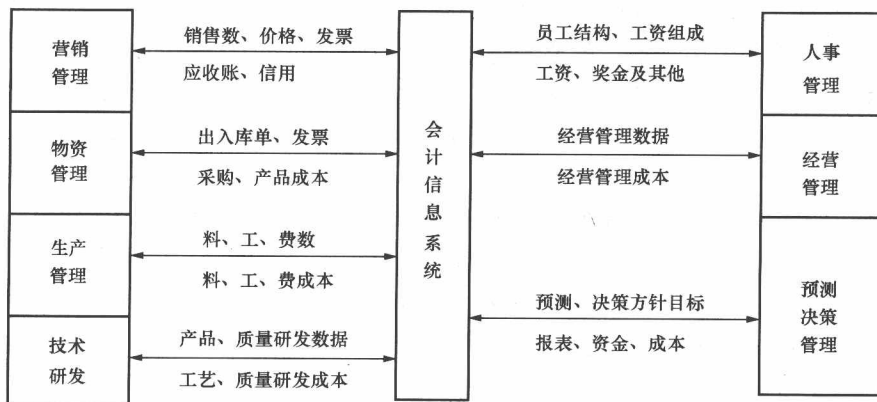 营销
管理
销售数、价格、发票
应收账、信用
物资
管理
出入库单、发票
采购、产品成本
生产
管理
料、工、费数
料、工、费成本
技术
研发
产品、质量研发数据
工艺、质量研发成本
会
计
信
息
系
统
员工结构、工资组成
工资、奖金及其他
人事
管理
经营管理数据
经营管理成本
经营
管理
预测、决策方针目标
报表、资金、成本
预测
决策
管理